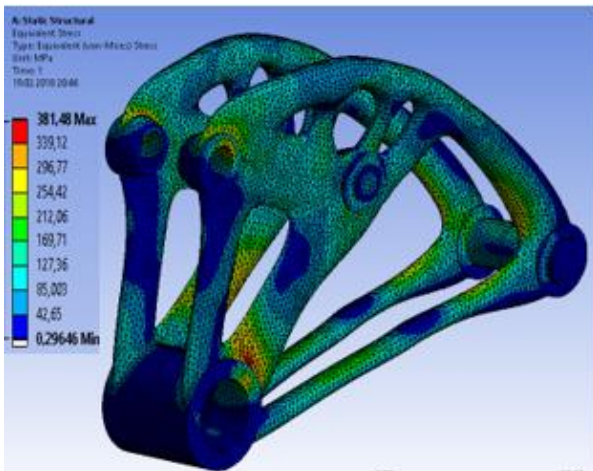 A: Static Structural
Equivalent Stress
Type: Equivalent (von-Mises) Stress
Unit: MPa
Time: 1
381,48 Max
339,12
296,77
254,42
212,06
169,71
127,36
85,003
42,65
0,29646 Min